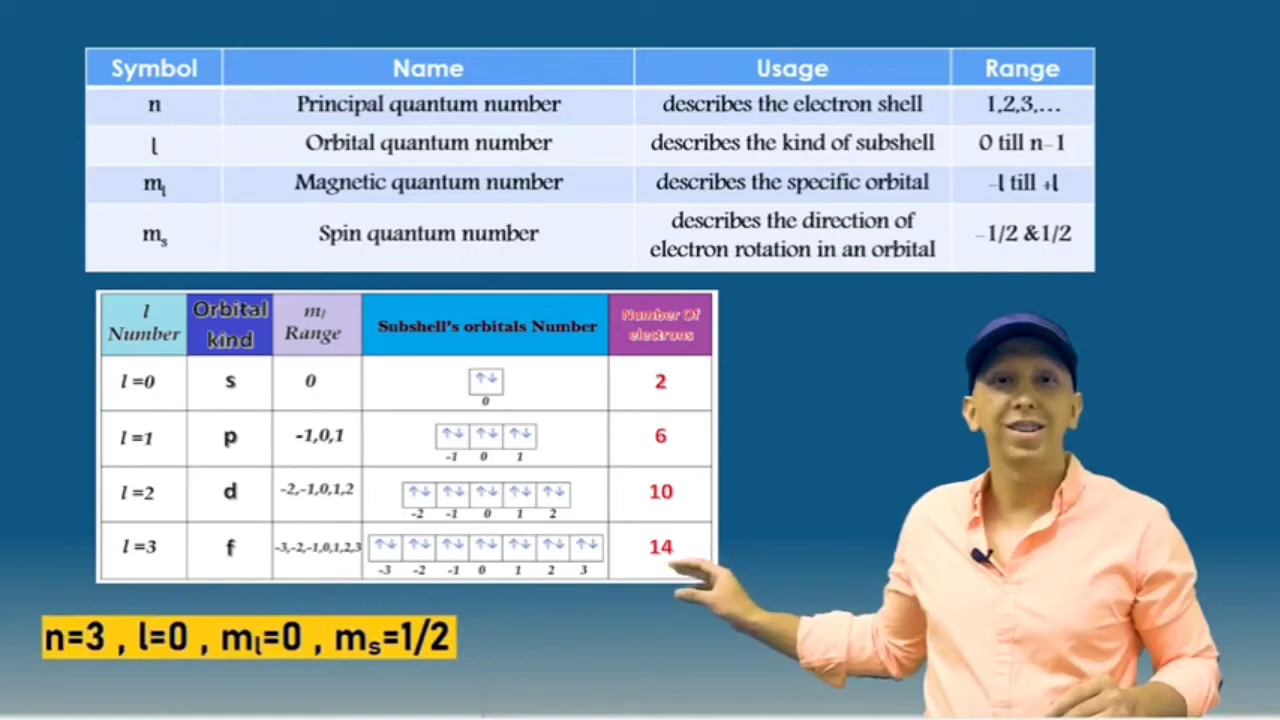 Symbol Name Usage Range
n Principal quantum number describes the electron shell 1,2,3,...
l Orbital quantum number describes the kind of subshell 0 till n-1
ml Magnetic quantum number describes the specific orbital -l till +l
ms Spin quantum number describes the direction of electron rotation in an orbital -1/2 &1/2
l Number Orbital kind ml Range Subshell's orbitals Number Number Of electrons
l =0 s 0 ↑↓ 2
0
l =1 p -1,0,1 ↑↓ ↑↓ ↑↓ 6
-1 0 1
l =2 d -2,-1,0,1,2 ↑↓ ↑↓ ↑↓ ↑↓ ↑↓ 10
-2 -1 0 1 2
l =3 f -3,-2,-1,0,1,2,3 ↑↓ ↑↓ ↑↓ ↑↓ ↑↓ ↑↓ ↑↓ 14
-3 -2 -1 0 1 2 3
n=3 , l=0 , ml=0 , ms=1/2